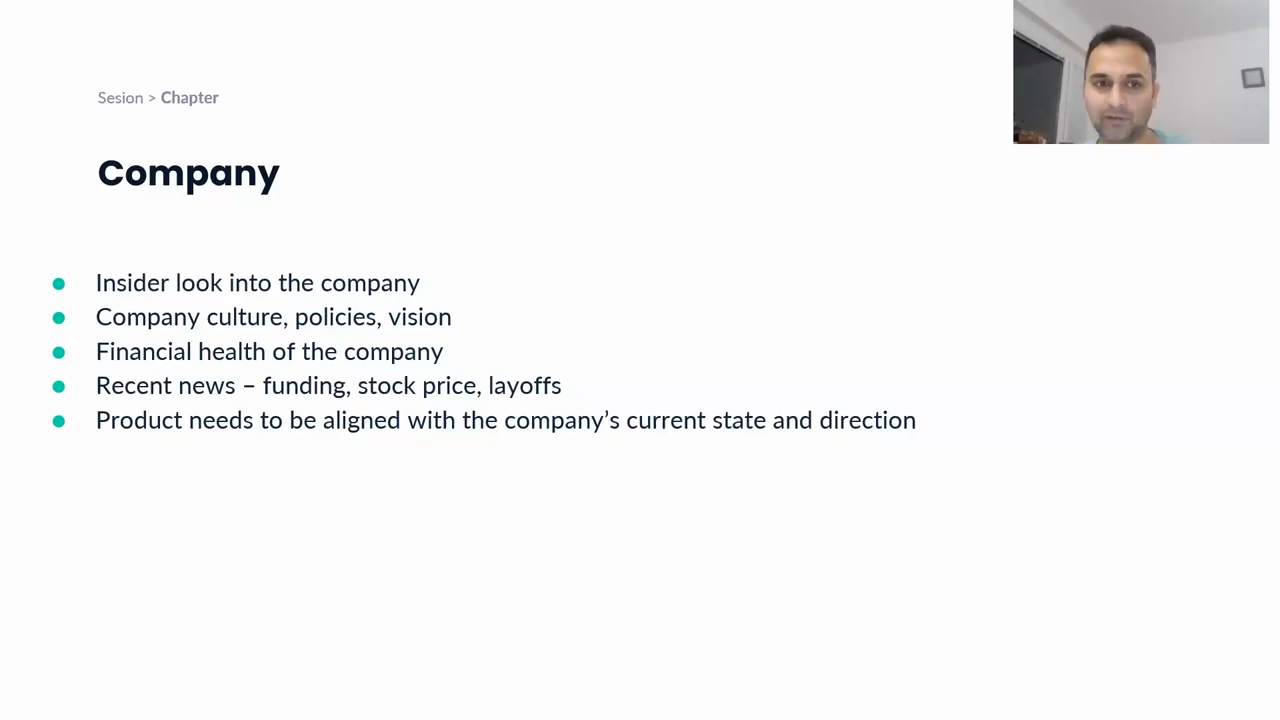 Sesion > Chapter
Company
Insider look into the company
Company culture, policies, vision
Financial health of the company
Recent news – funding, stock price, layoffs
Product needs to be aligned with the company’s current state and direction